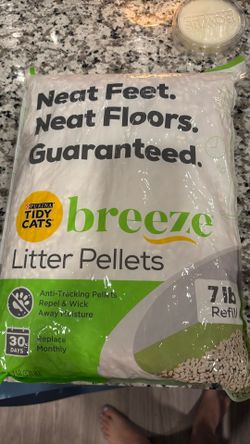 Neat Feet.
Neat Floors.
Guaranteed.
PURINA
TIDY
CATS
breeze
Litter Pellets
Anti-Tracking Pellets
Repel & Wick
Away Moisture
7 lb
Refill
30
DAYS
Replace
Monthly